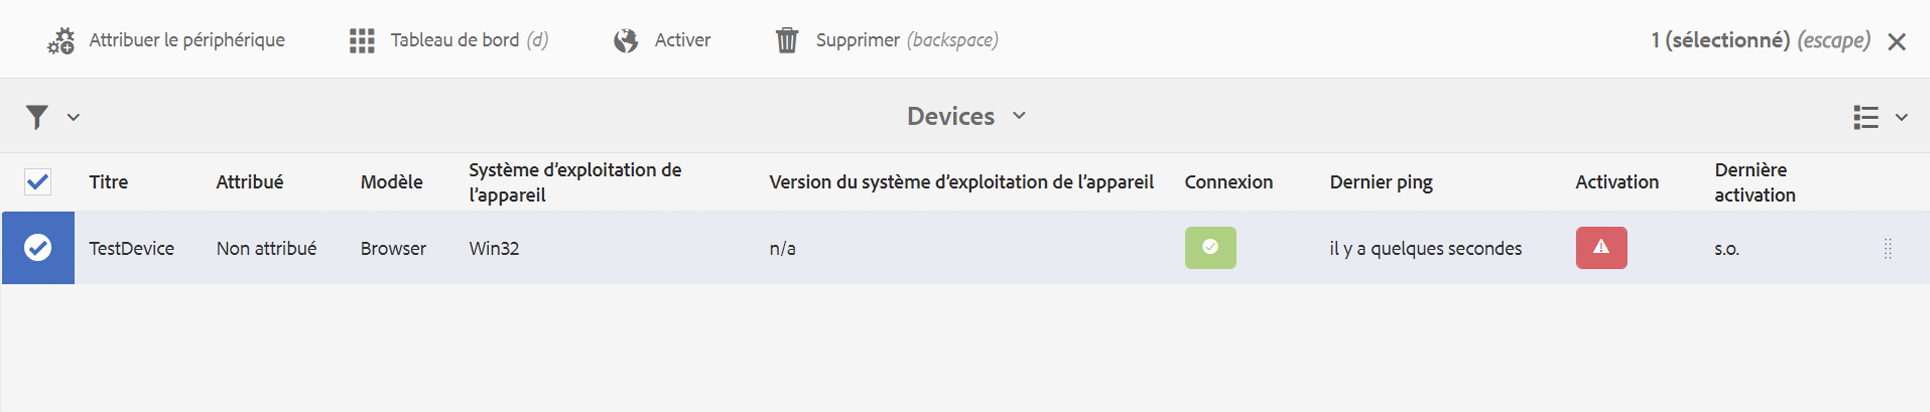 Attribuer le périphérique Tableau de bord (d) Activer Supprimer (backspace) 1 (sélectionné) (escape)
Devices
Titre Attribué Modèle Système d’exploitation de l’appareil Version du système d’exploitation de l’appareil Connexion Dernier ping Activation Dernière activation
TestDevice Non attribué Browser Win32 n/a il y a quelques secondes s.o.